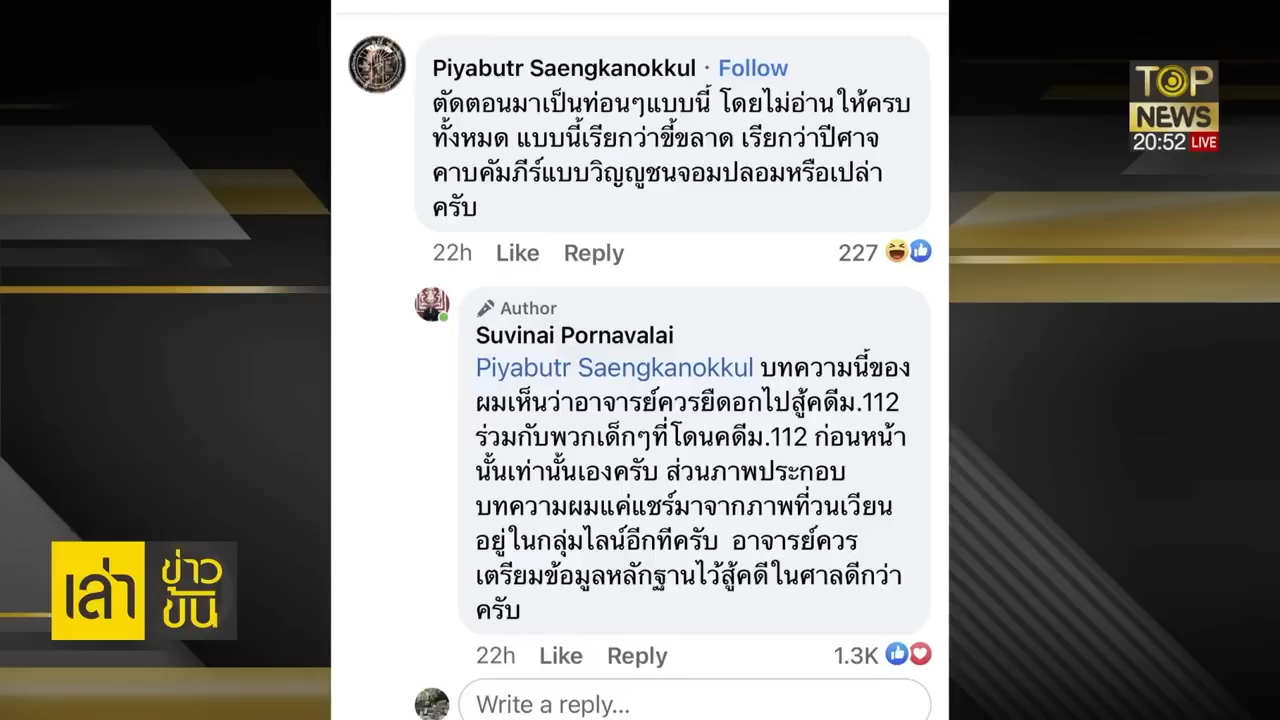 Piyabutr Saengkanokkul · Follow
ตัดตอนมาเป็นท่อนๆแบบนี้ โดยไม่อ่านให้ครบ
ทั้งหมด แบบนี้เรียกว่าขี้ขลาด เรียกว่าปีศาจ
คาบคัมภีร์แบบวิญญูชนจอมปลอมหรือเปล่า
ครับ
22h Like Reply 227
Author
Suvinai Pornavalai
Piyabutr Saengkanokkul บทความนี้ของ
ผมเห็นว่าอาจารย์ควรยืดอกไปสู้คดีม.112
ร่วมกับพวกเด็กๆที่โดนคดีม.112 ก่อนหน้า
นั้นเท่านั้นเองครับ ส่วนภาพประกอบ
บทความผมแค่แชร์มาจากภาพที่วนเวียน
อยู่ในกลุ่มไลน์อีกทีครับ อาจารย์ควร
เตรียมข้อมูลหลักฐานไว้สู้คดีในศาลดีกว่า
ครับ
22h Like Reply 1.3K
Write a reply...
TOP
NEWS
20:52 LIVE
เล่า
ข่าว
ข้น